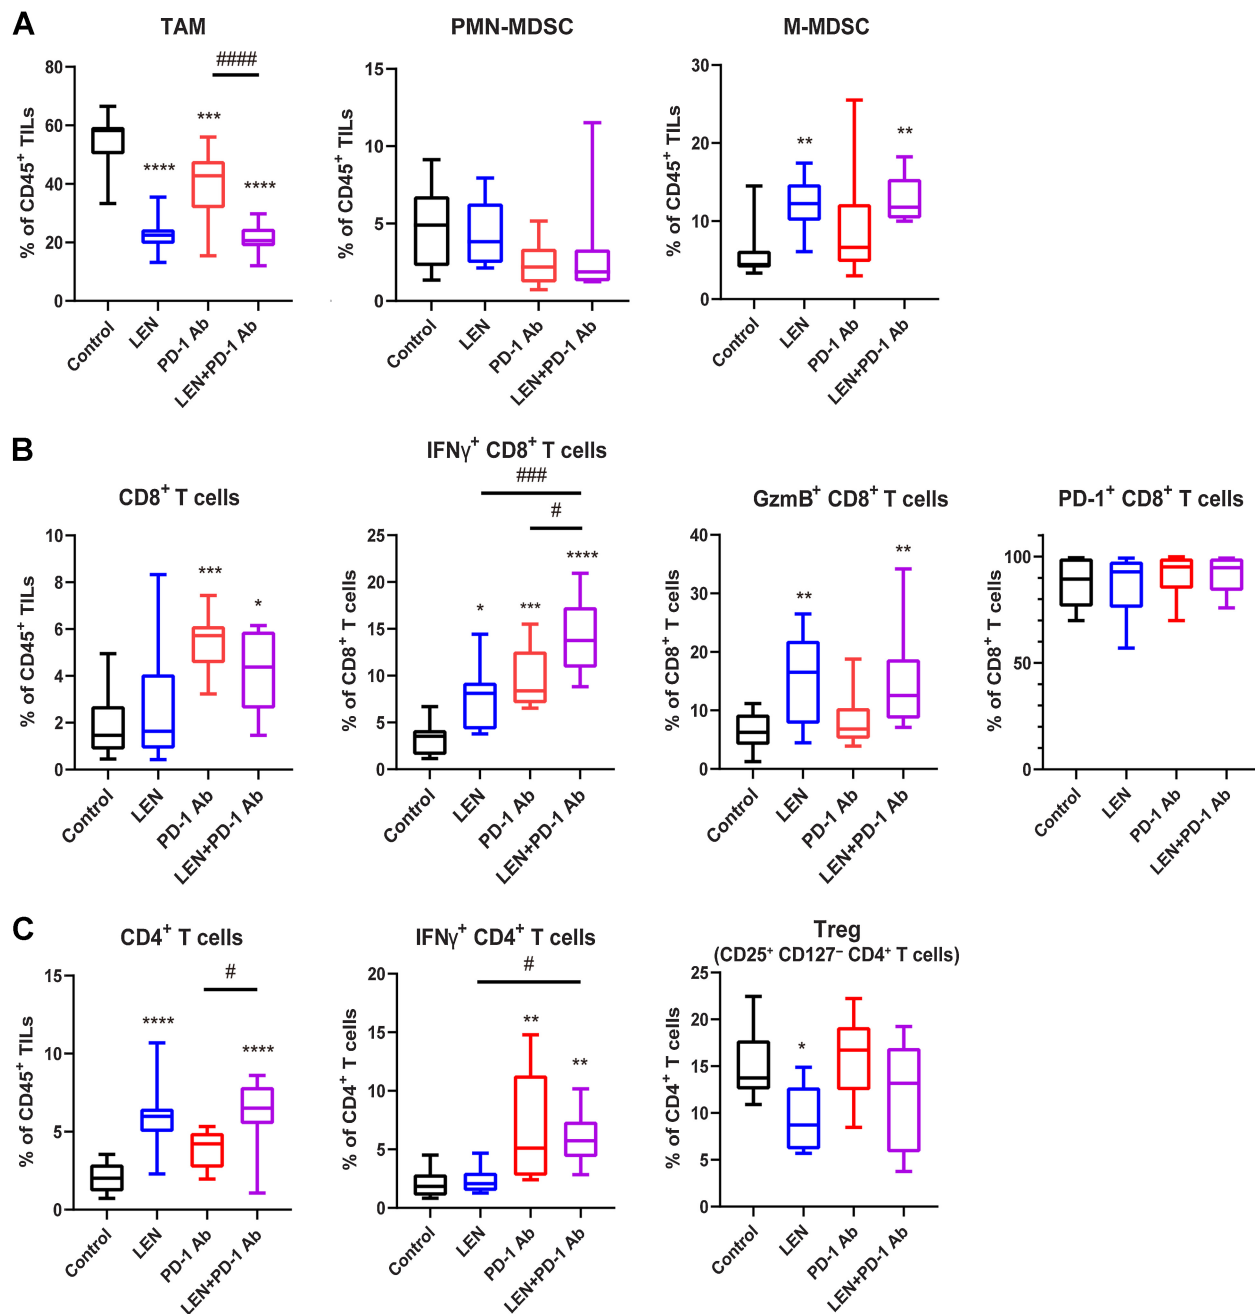 A
TAM
PMN-MDSC
M-MDSC
####
***
****
****
**
**
% of CD45⁺ TILs
80
60
40
20
0
% of CD45⁺ TILs
15
10
5
0
% of CD45⁺ TILs
30
20
10
0
Control
LEN
PD-1 Ab
LEN+PD-1 Ab
Control
LEN
PD-1 Ab
LEN+PD-1 Ab
Control
LEN
PD-1 Ab
LEN+PD-1 Ab
B
CD8⁺ T cells
IFNγ⁺ CD8⁺ T cells
GzmB⁺ CD8⁺ T cells
PD-1⁺ CD8⁺ T cells
***
*
###
#
*
***
****
**
**
% of CD45⁺ TILs
10
8
6
4
2
0
% of CD8⁺ T cells
25
20
15
10
5
0
% of CD8⁺ T cells
40
30
20
10
0
% of CD8⁺ T cells
100
50
0
Control
LEN
PD-1 Ab
LEN+PD-1 Ab
Control
LEN
PD-1 Ab
LEN+PD-1 Ab
Control
LEN
PD-1 Ab
LEN+PD-1 Ab
Control
LEN
PD-1 Ab
LEN+PD-1 Ab
C
CD4⁺ T cells
IFNγ⁺ CD4⁺ T cells
Treg
(CD25⁺ CD127⁻ CD4⁺ T cells)
****
#
****
#
**
**
*
% of CD45⁺ TILs
15
10
5
0
% of CD4⁺ T cells
20
15
10
5
0
% of CD4⁺ T cells
25
20
15
10
5
0
Control
LEN
PD-1 Ab
LEN+PD-1 Ab
Control
LEN
PD-1 Ab
LEN+PD-1 Ab
Control
LEN
PD-1 Ab
LEN+PD-1 Ab